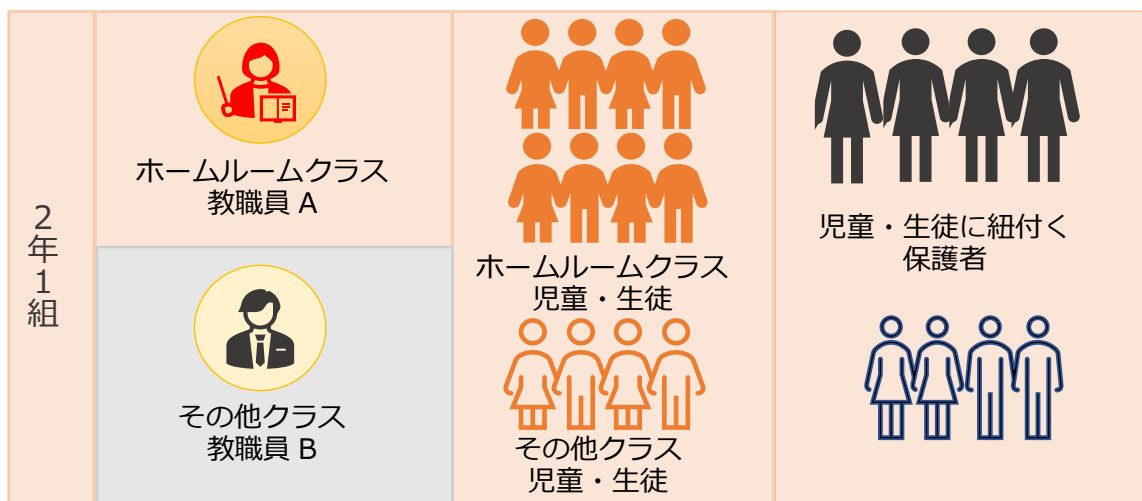 2年1組
ホームルームクラス
教職員 A
その他クラス
教職員 B
ホームルームクラス
児童・生徒
その他クラス
児童・生徒
児童・生徒に紐付く
保護者